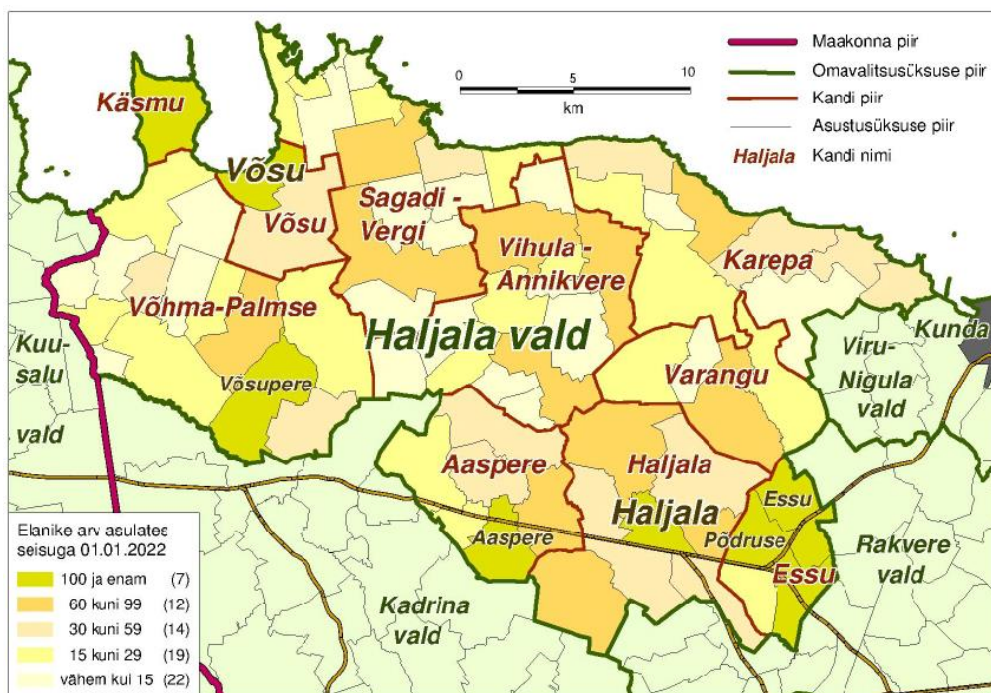 Maakonna piir
Omavalitsusüksuse piir
Kandi piir
Asustusüksuse piir
Haljala Kandi nimi
0 5 10
km
Käsmu
Võsu
Võsu
Sagadi -
Vergi
Vihula -
Annikvere
Karepa
Võhma-Palmse
Haljala vald
Kuu-
salu
vald
Võsupere
Varangu
Viru-
Nigula
vald
Kunda
Aaspere
Haljala
Haljala
Essu
Aaspere
Põdruse
Essu
Rakvere
vald
Kadrina
vald
Elanike arv asulates
seisuga 01.01.2022
100 ja enam (7)
60 kuni 99 (12)
30 kuni 59 (14)
15 kuni 29 (19)
vähem kui 15 (22)